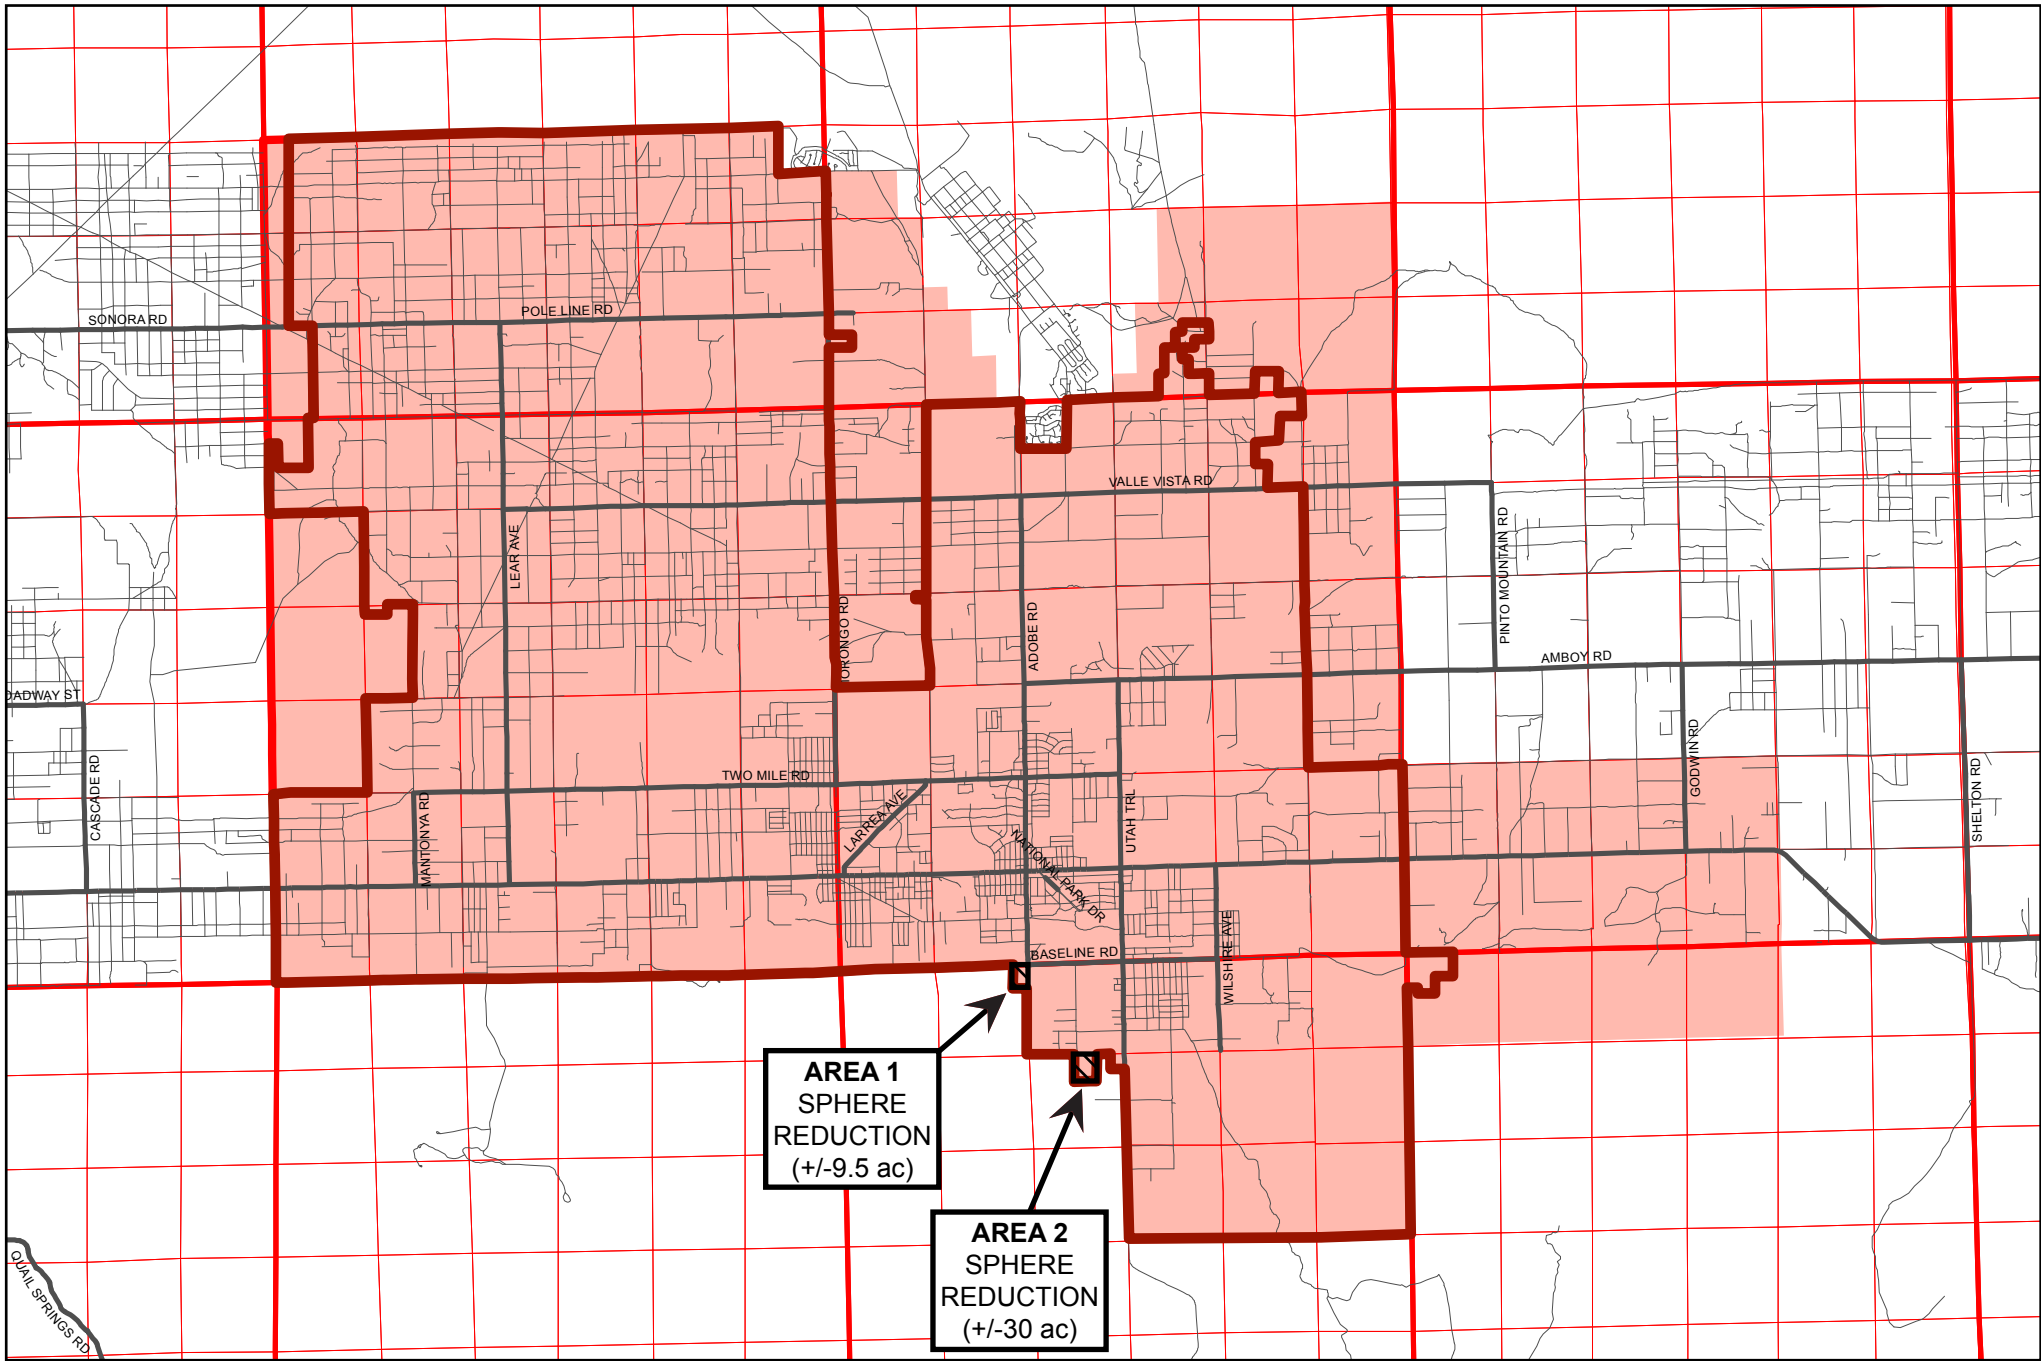 SONORA RD
POLE LINE RD
VALLE VISTA RD
LEAR AVE
PINTO MOUNTAIN RD
ORONGO RD
ADOBE RD
AMBOY RD
OADWAY ST
CASCADE RD
TWO MILE RD
MANTONYA RD
LARREA AVE
UTAH TRL
GODWIN RD
SHELTON RD
NATIONAL PARK DR
WILSHIRE AVE
BASELINE RD
AREA 1
SPHERE
REDUCTION
(+/-9.5 ac)
AREA 2
SPHERE
REDUCTION
(+/-30 ac)
QUAIL SPRINGS RD